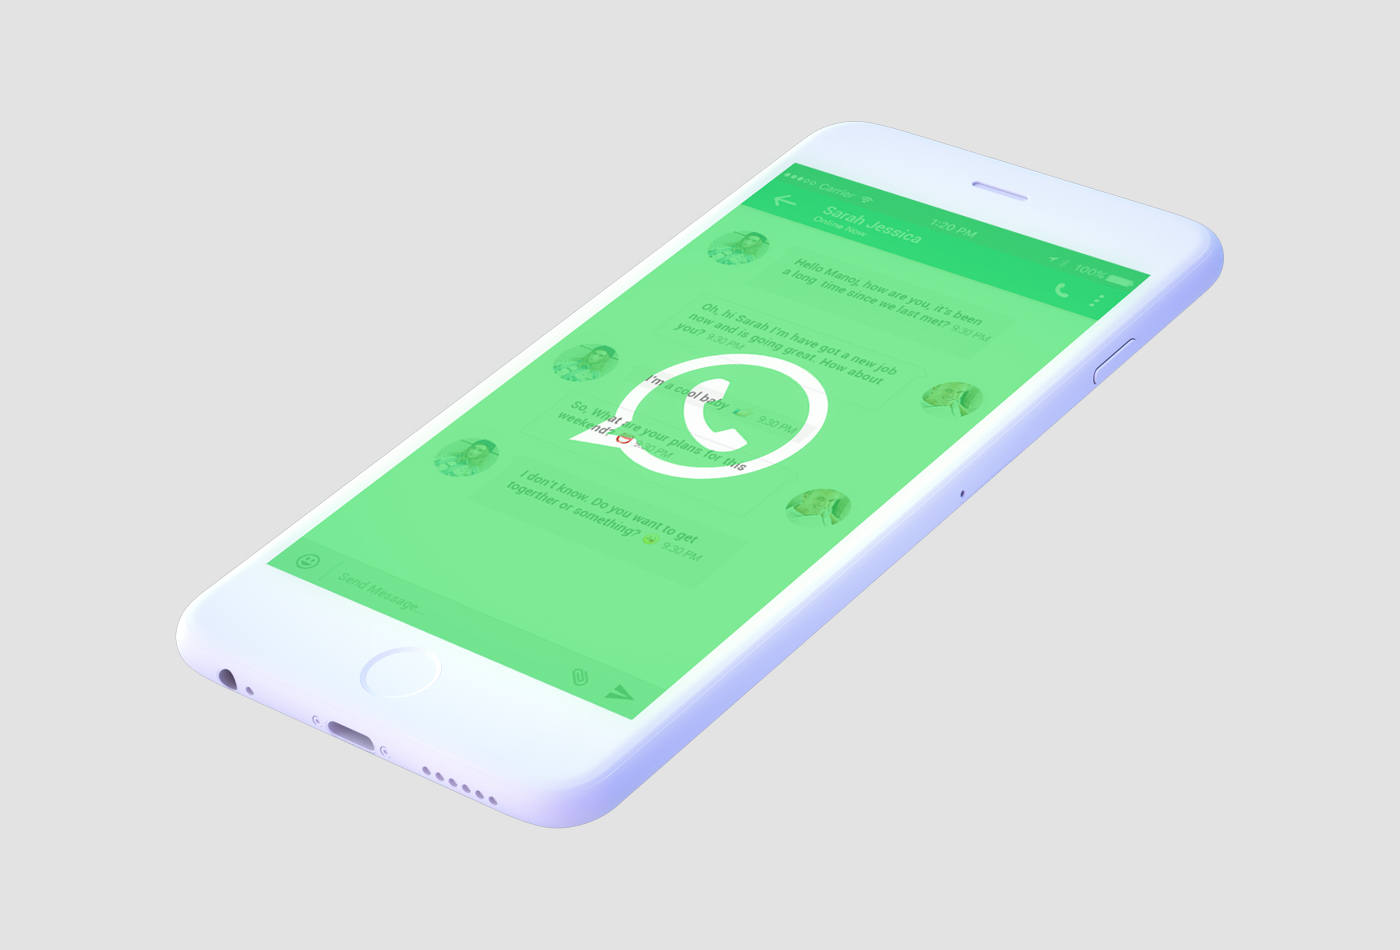 Carrier 1:20 PM 100%
Sarah Jessica
Online Now
Hello Manoj, how are you, it's been
a long time since we last met? 9:30 PM
Oh, hi Sarah I'm have got a new job
now and is going great. How about
you? 9:30 PM
I'm a cool baby 9:30 PM
So, What are your plans for this
weekend? 9:30 PM
I don't know. Do you want to get
togerther or something? 9:30 PM
Send Message...